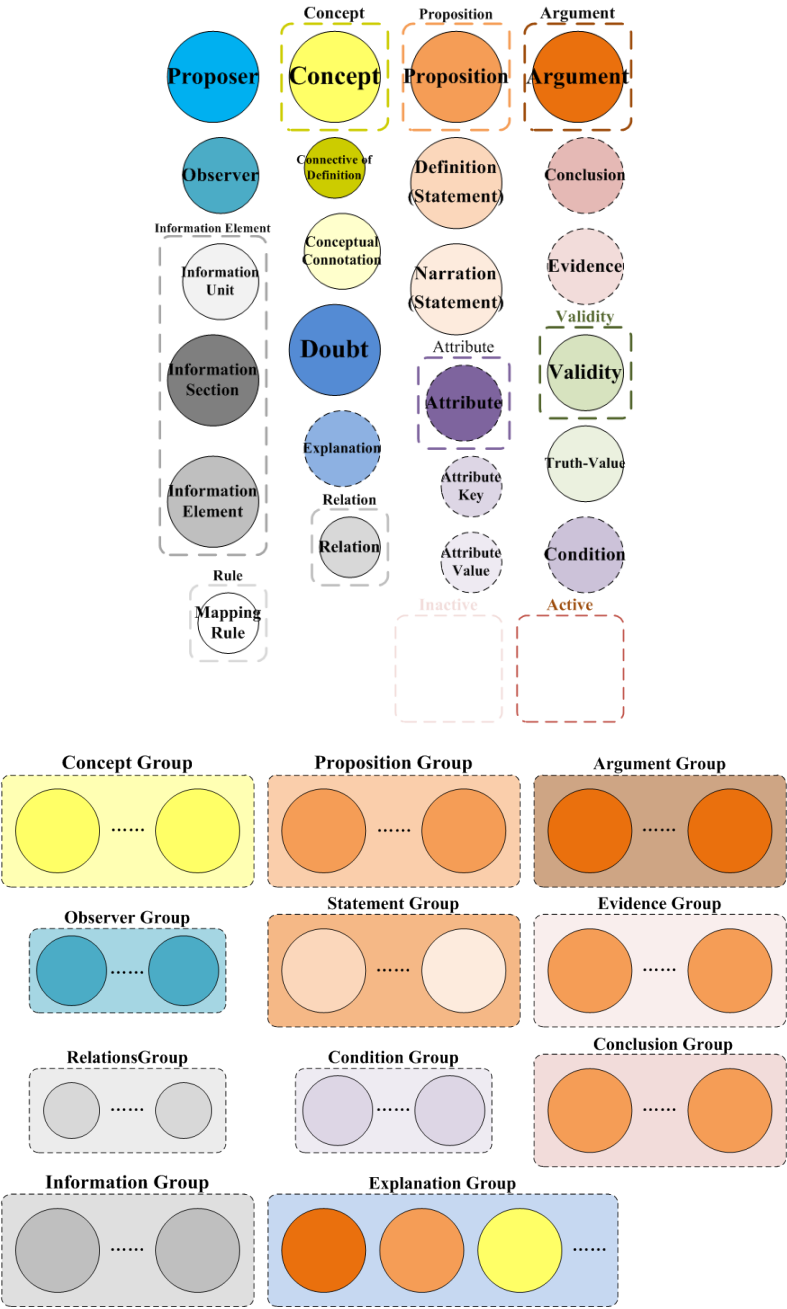 Concept
Proposition
Argument
Proposer
Concept
Proposition
Argument
Observer
Connective of
Definition
Definition
(Statement)
Conclusion
Information Element
Information
Unit
Conceptual
Connotation
Narration
(Statement)
Evidence
Validity
Information
Section
Doubt
Attribute
Attribute
Validity
Explanation
Truth-Value
Information
Element
Attribute
Key
Relation
Relation
Attribute
Value
Condition
Rule
Mapping
Rule
Inactive
Active
Concept Group
Proposition Group
Argument Group
......
......
......
Observer Group
Statement Group
Evidence Group
......
......
......
RelationsGroup
Condition Group
Conclusion Group
......
......
......
Information Group
Explanation Group
......
......